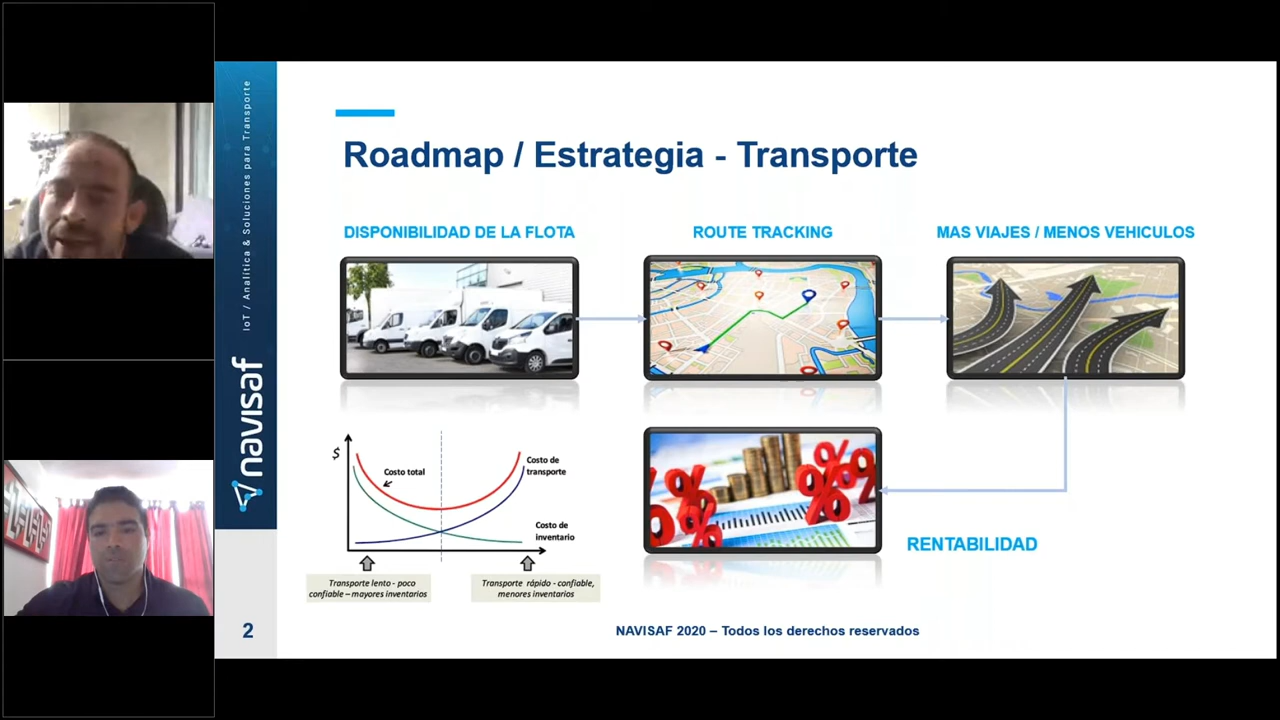 IoT / Analítica & Soluciones para Transporte
navisaf
2
Roadmap / Estrategia - Transporte
DISPONIBILIDAD DE LA FLOTA
ROUTE TRACKING
MAS VIAJES / MENOS VEHICULOS
$
Costo total
Costo de
transporte
Costo de
inventario
Transporte lento - poco
confiable – mayores inventarios
Transporte rápido - confiable,
menores inventarios
%
%
%
%
%
RENTABILIDAD
NAVISAF 2020 – Todos los derechos reservados